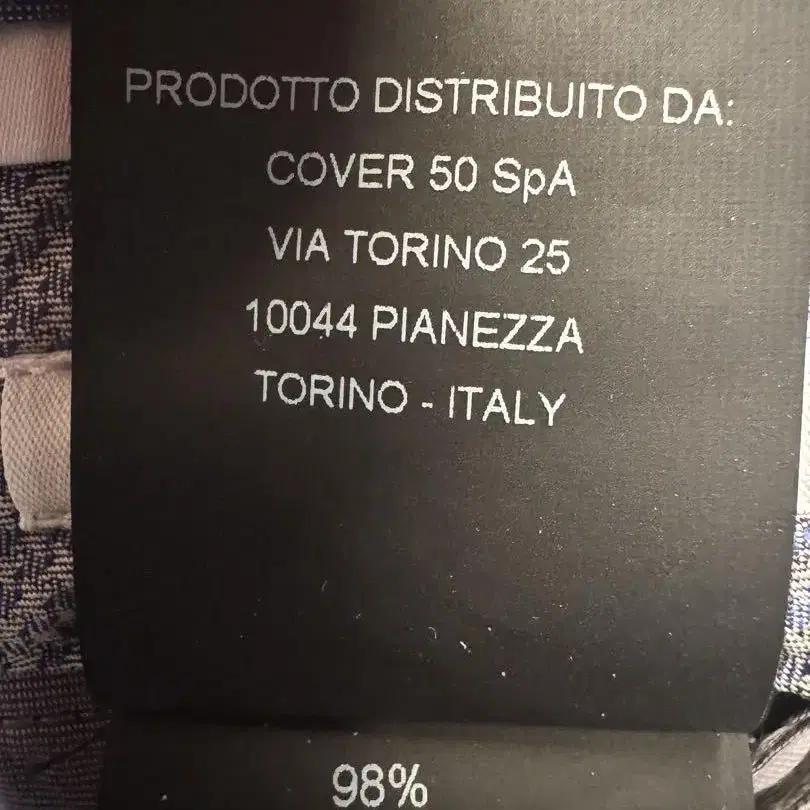 PRODOTTO DISTRIBUITO DA:
COVER 50 SpA
VIA TORINO 25
10044 PIANEZZA
TORINO - ITALY
98%